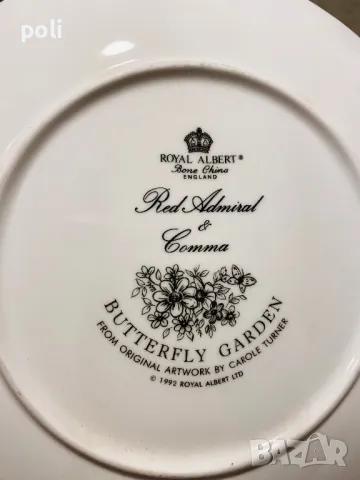 poli
ROYAL ALBERT®
Bone China
ENGLAND
Red Admiral
&
Comma
BUTTERFLY GARDEN
FROM ORIGINAL ARTWORK BY CAROLE TURNER
© 1992 ROYAL ALBERT LTD
BAZAR